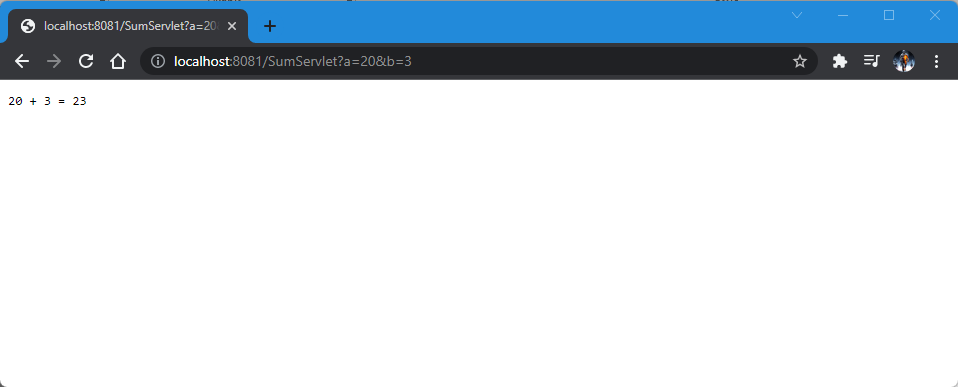 localhost:8081/SumServlet?a=20
localhost:8081/SumServlet?a=20&b=3
20 + 3 = 23